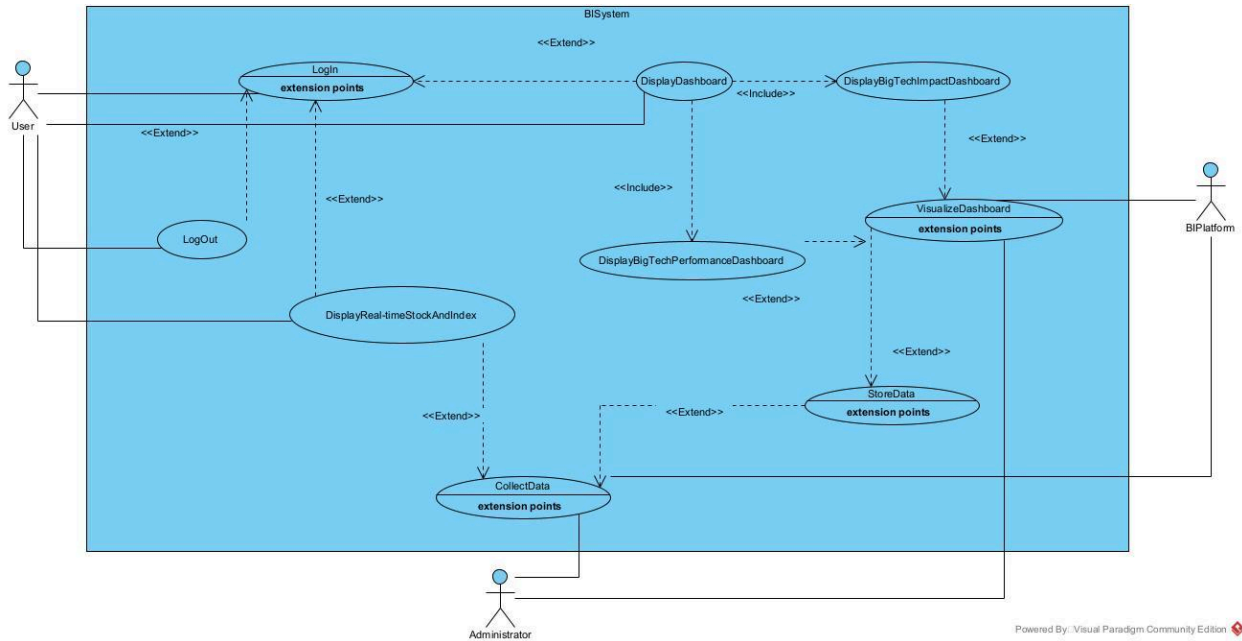 BISystem
<<Extend>>
LogIn
extension points
DisplayDashboard
DisplayBigTechImpactDashboard
<<Include>>
User
<<Extend>>
<<Extend>>
<<Include>>
<<Extend>>
VisualizeDashboard
extension points
BIPlatform
LogOut
DisplayBigTechPerformanceDashboard
<<Extend>>
DisplayReal-timeStockAndIndex
<<Extend>>
StoreData
extension points
<<Extend>>
<<Extend>>
CollectData
extension points
Administrator
Powered By Visual Paradigm Community Edition